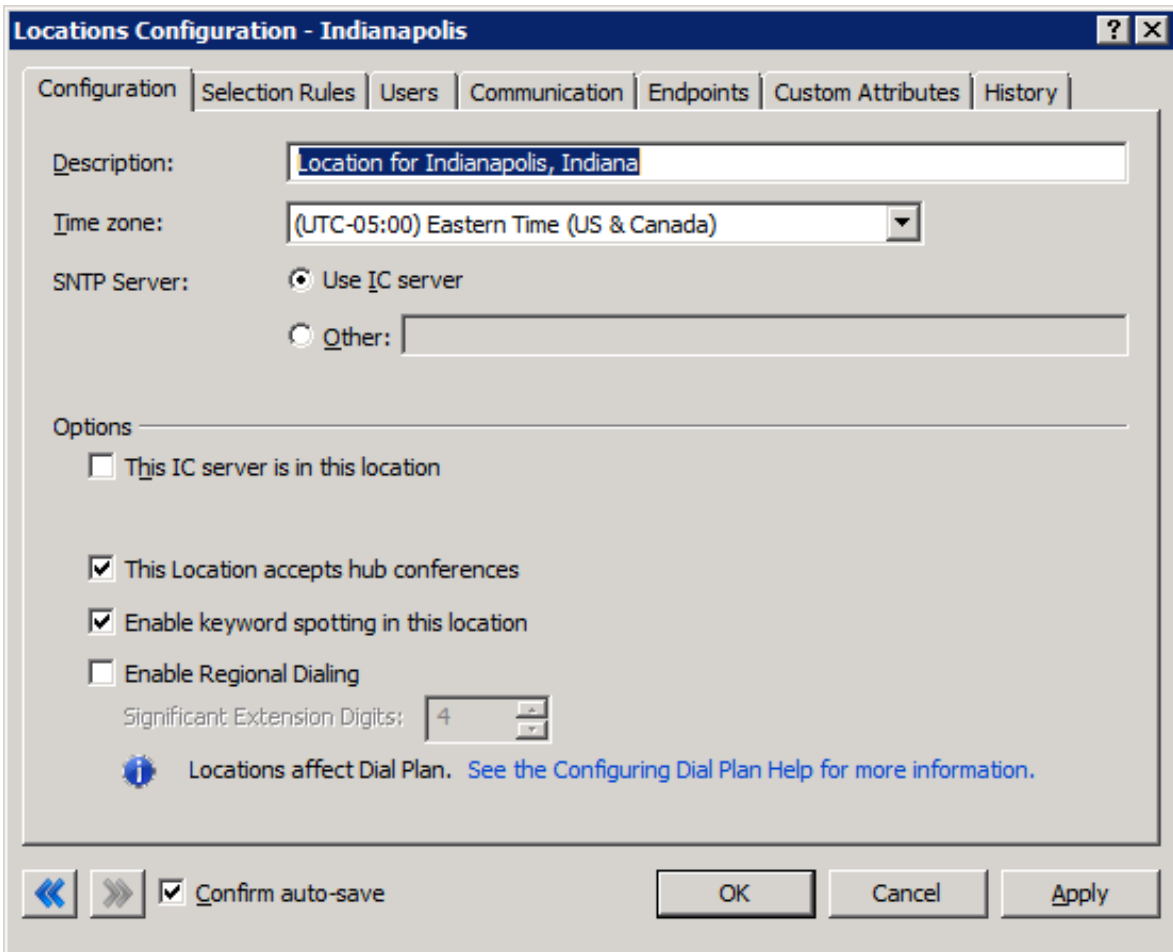 Locations Configuration - Indianapolis
Configuration Selection Rules Users Communication Endpoints Custom Attributes History
Description: Location for Indianapolis, Indiana
Time zone: (UTC-05:00) Eastern Time (US & Canada)
SNTP Server: Use IC server
Other:
Options
This IC server is in this location
This Location accepts hub conferences
Enable keyword spotting in this location
Enable Regional Dialing
Significant Extension Digits: 4
Locations affect Dial Plan. See the Configuring Dial Plan Help for more information.
Confirm auto-save OK Cancel Apply